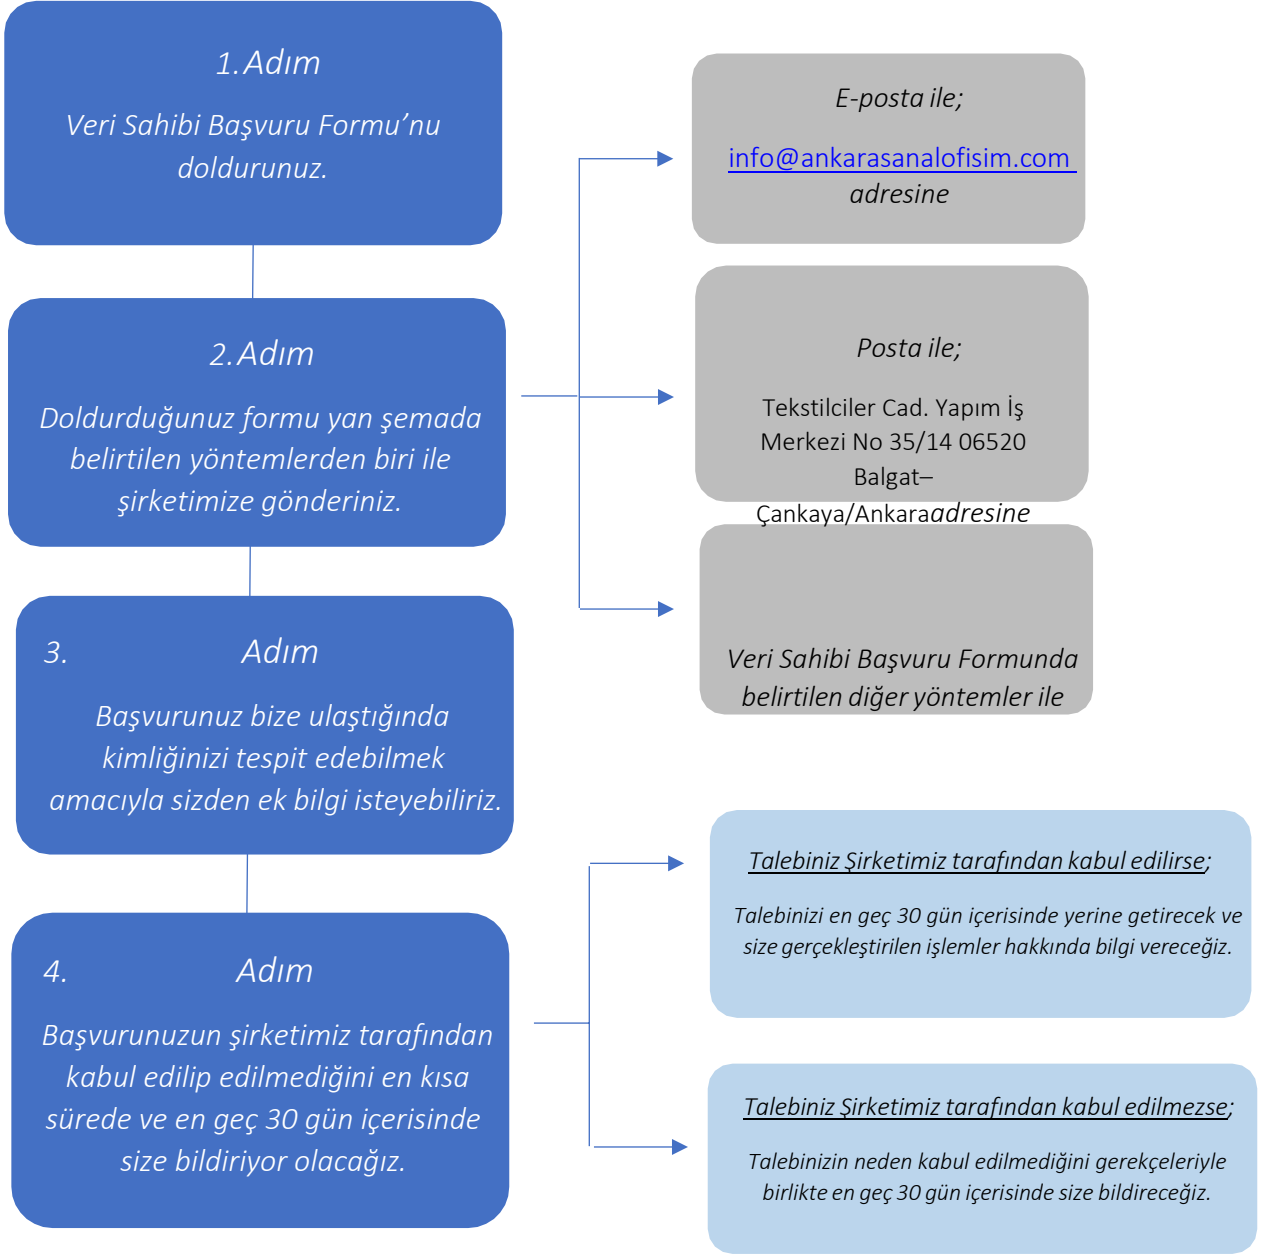 1. Adım
Veri Sahibi Başvuru Formu’nu
doldurunuz.
E-posta ile;
info@ankarasanalofisim.com
adresine
2. Adım
Doldurduğunuz formu yan şemada
belirtilen yöntemlerden biri ile
şirketimize gönderiniz.
Posta ile;
Tekstilciler Cad. Yapım İş
Merkezi No 35/14 06520
Balgat–
Çankaya/Ankaraadresine
Veri Sahibi Başvuru Formunda
belirtilen diğer yöntemler ile
3. Adım
Başvurunuz bize ulaştığında
kimliğinizi tespit edebilmek
amacıyla sizden ek bilgi isteyebiliriz.
4. Adım
Başvurunuzun şirketimiz tarafından
kabul edilip edilmediğini en kısa
sürede ve en geç 30 gün içerisinde
size bildiriyor olacağız.
Talebiniz Şirketimiz tarafından kabul edilirse;
Talebinizi en geç 30 gün içerisinde yerine getirecek ve
size gerçekleştirilen işlemler hakkında bilgi vereceğiz.
Talebiniz Şirketimiz tarafından kabul edilmezse;
Talebinizin neden kabul edilmediğini gerekçeleriyle
birlikte en geç 30 gün içerisinde size bildireceğiz.